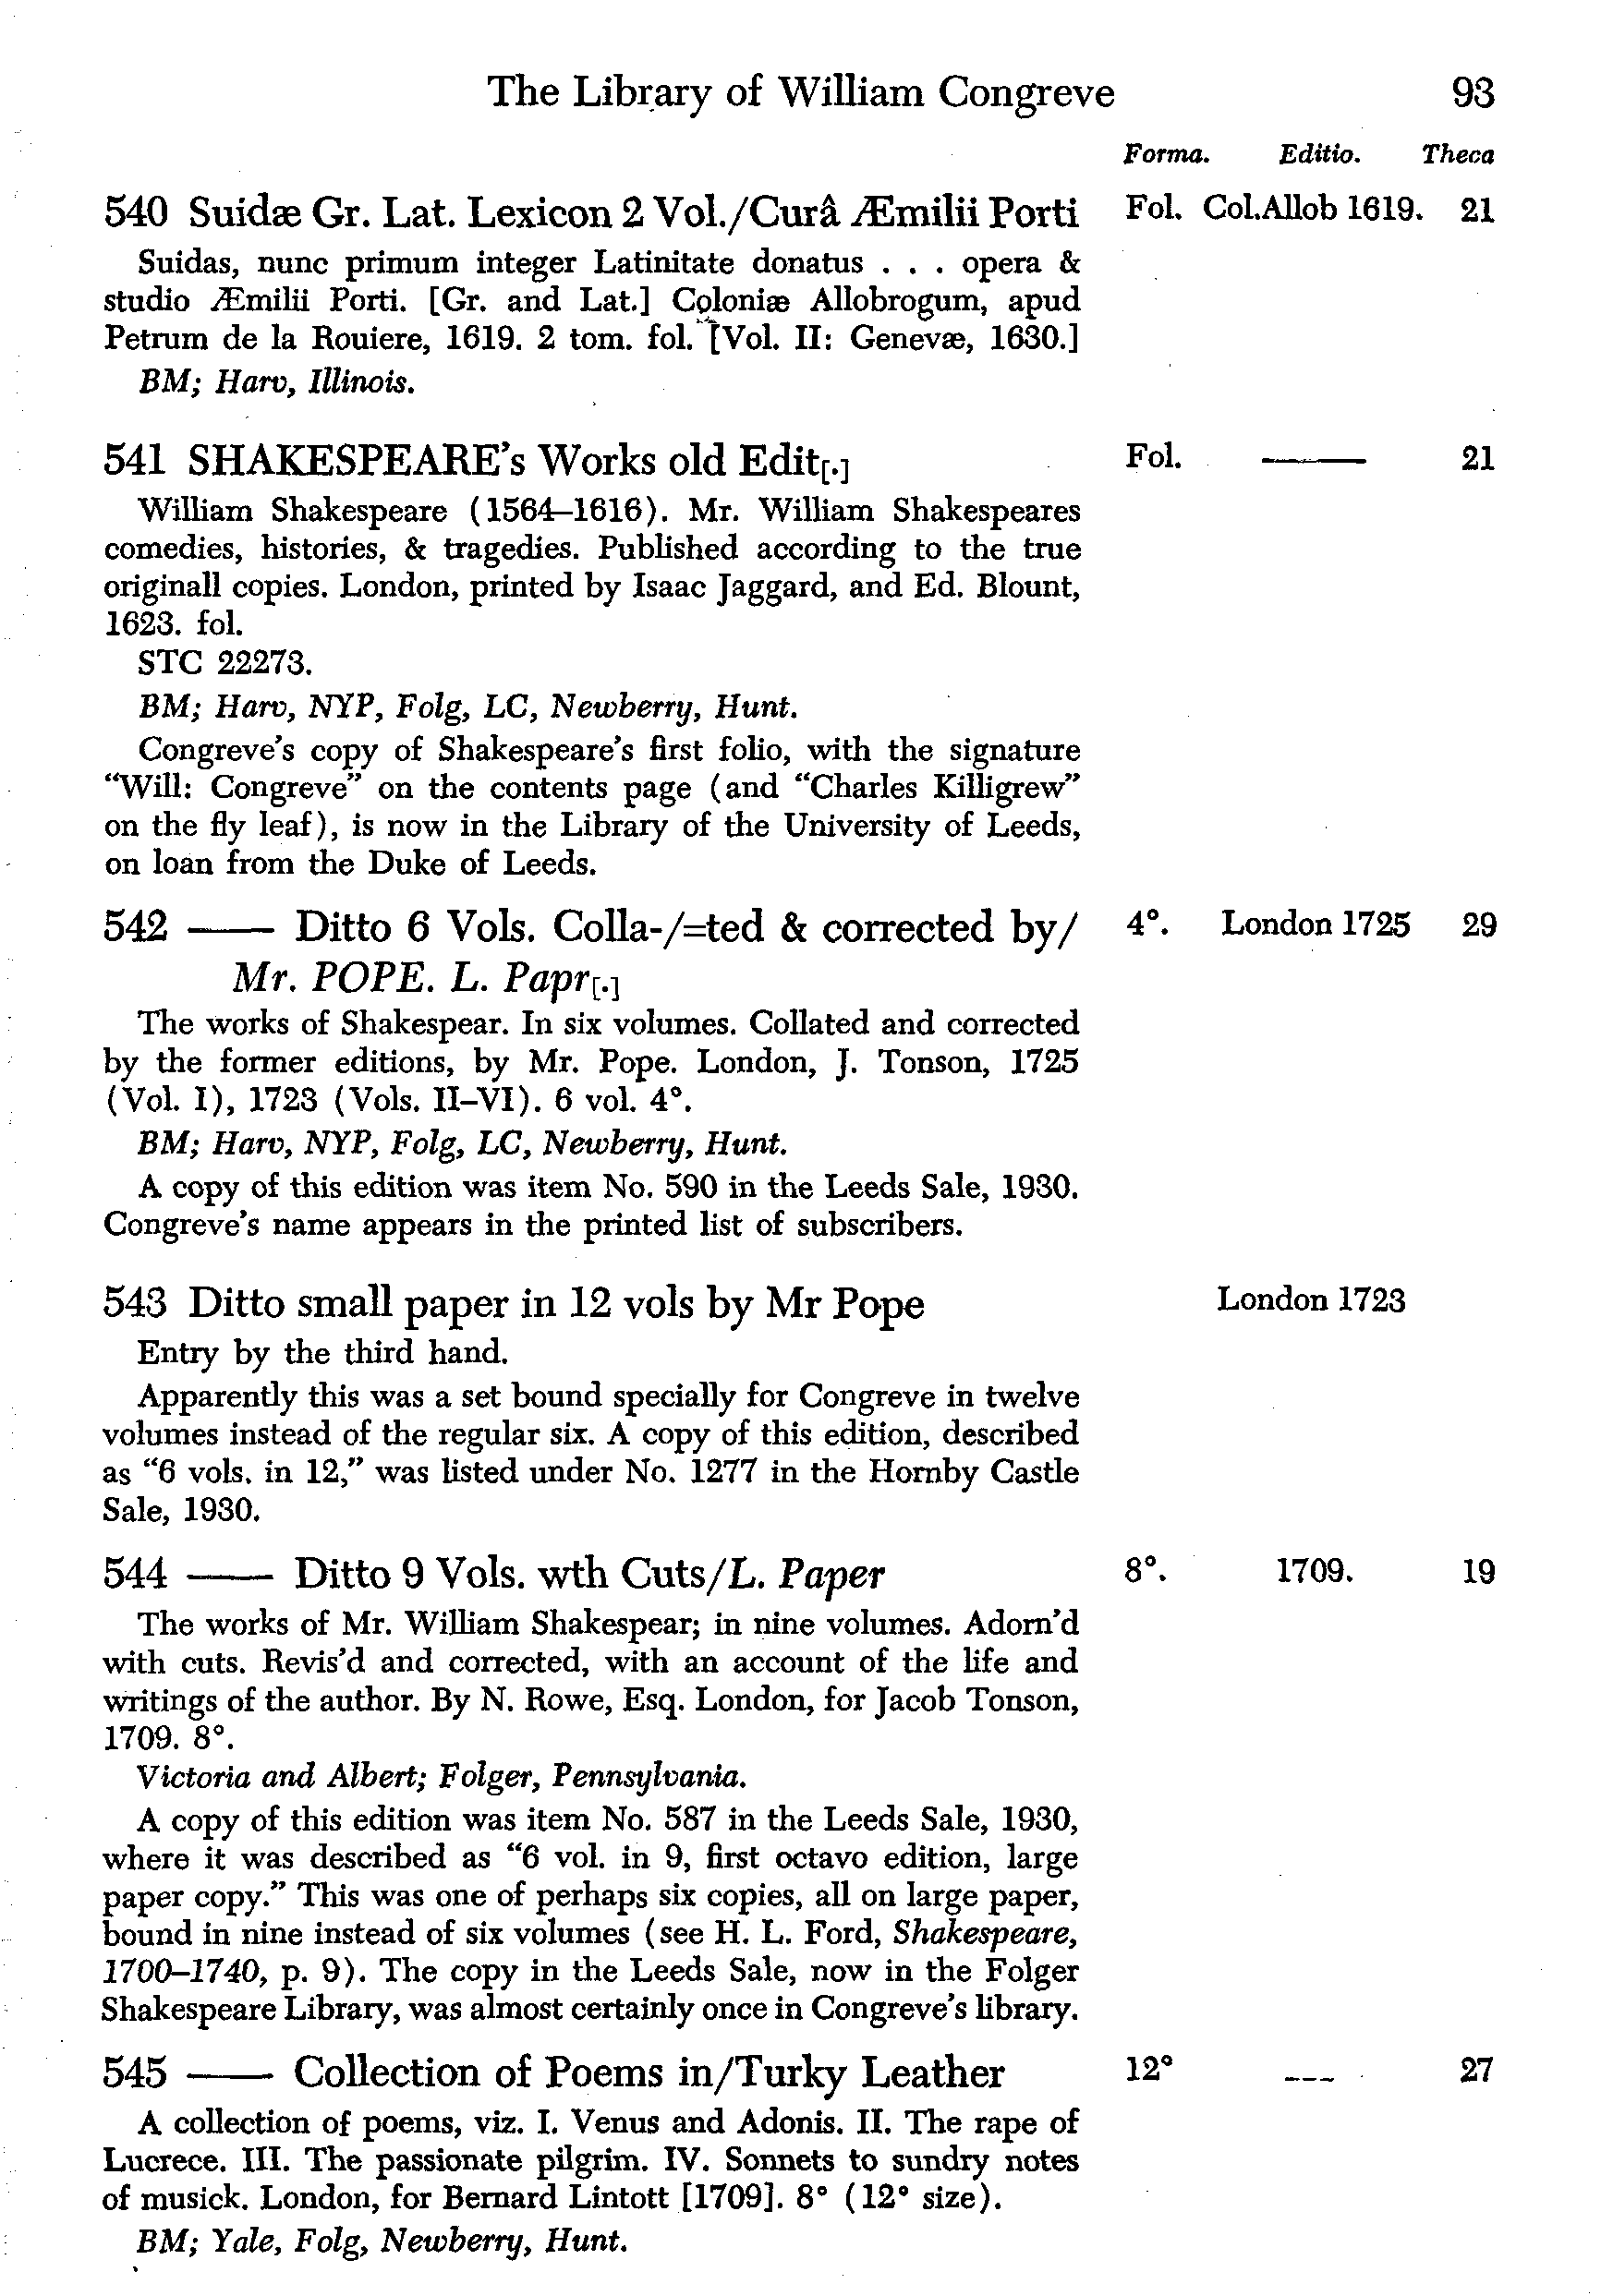 The Library of William Congreve 93
Forma. Editio. Theca
540 Suidæ Gr. Lat. Lexicon 2 Vol./Curâ Æmilii Porti Fol. Col.Allob 1619. 21
Suidas, nunc primum integer Latinitate donatus . . . opera &
studio Æmilii Porti. [Gr. and Lat.] Coloniæ Allobrogum, apud
Petrum de la Rouiere, 1619. 2 tom. fol. [Vol. II: Genevæ, 1630.]
BM; Harv, Illinois.
541 SHAKESPEARE's Works old Edit[.] Fol. —— 21
William Shakespeare (1564–1616). Mr. William Shakespeares
comedies, histories, & tragedies. Published according to the true
originall copies. London, printed by Isaac Jaggard, and Ed. Blount,
1623. fol.
STC 22273.
BM; Harv, NYP, Folg, LC, Newberry, Hunt.
Congreve's copy of Shakespeare's first folio, with the signature
"Will: Congreve" on the contents page (and "Charles Killigrew"
on the fly leaf), is now in the Library of the University of Leeds,
on loan from the Duke of Leeds.
542 —— Ditto 6 Vols. Colla-/=ted & corrected by/ 4°. London 1725 29
Mr. POPE. L. Papr[.]
The works of Shakespear. In six volumes. Collated and corrected
by the former editions, by Mr. Pope. London, J. Tonson, 1725
(Vol. I), 1723 (Vols. II–VI). 6 vol. 4°.
BM; Harv, NYP, Folg, LC, Newberry, Hunt.
A copy of this edition was item No. 590 in the Leeds Sale, 1930.
Congreve's name appears in the printed list of subscribers.
543 Ditto small paper in 12 vols by Mr Pope London 1723
Entry by the third hand.
Apparently this was a set bound specially for Congreve in twelve
volumes instead of the regular six. A copy of this edition, described
as "6 vols. in 12," was listed under No. 1277 in the Hornby Castle
Sale, 1930.
544 —— Ditto 9 Vols. wth Cuts/L. Paper 8°. 1709. 19
The works of Mr. William Shakespear; in nine volumes. Adorn'd
with cuts. Revis'd and corrected, with an account of the life and
writings of the author. By N. Rowe, Esq. London, for Jacob Tonson,
1709. 8°.
Victoria and Albert; Folger, Pennsylvania.
A copy of this edition was item No. 587 in the Leeds Sale, 1930,
where it was described as "6 vol. in 9, first octavo edition, large
paper copy." This was one of perhaps six copies, all on large paper,
bound in nine instead of six volumes (see H. L. Ford, Shakespeare,
1700–1740, p. 9). The copy in the Leeds Sale, now in the Folger
Shakespeare Library, was almost certainly once in Congreve's library.
545 —— Collection of Poems in/Turky Leather 12° --- 27
A collection of poems, viz. I. Venus and Adonis. II. The rape of
Lucrece. III. The passionate pilgrim. IV. Sonnets to sundry notes
of musick. London, for Bernard Lintott [1709]. 8° (12° size).
BM; Yale, Folg, Newberry, Hunt.